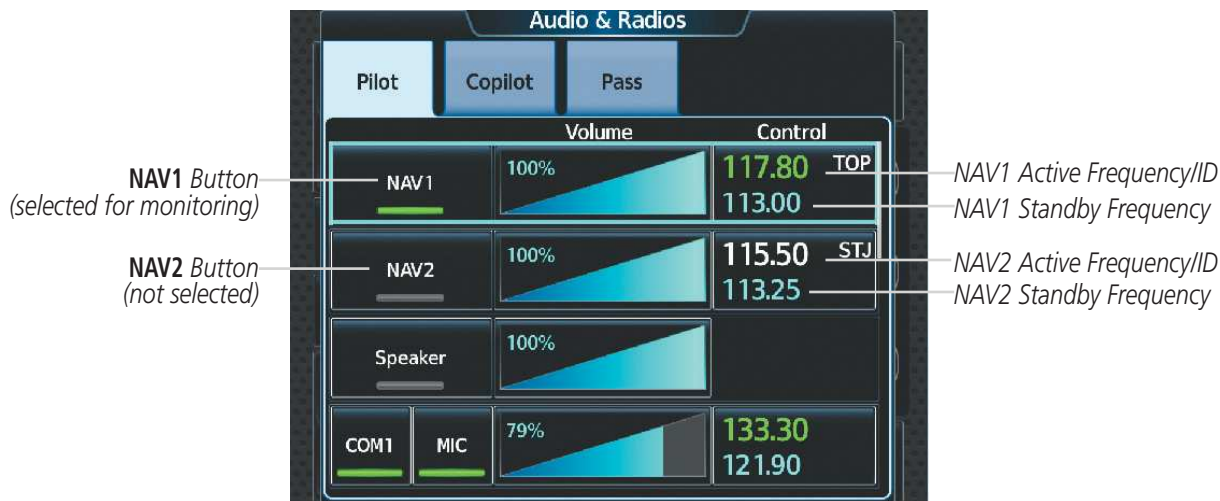 Audio & Radios
Pilot Copilot Pass
Volume Control
NAV1 Button
(selected for monitoring)
NAV1 100% 117.80 TOP
113.00
NAV1 Active Frequency/ID
NAV1 Standby Frequency
NAV2 Button
(not selected)
NAV2 100% 115.50 STJ
113.25
NAV2 Active Frequency/ID
NAV2 Standby Frequency
Speaker 100%
COM1 MIC 79% 133.30
121.90